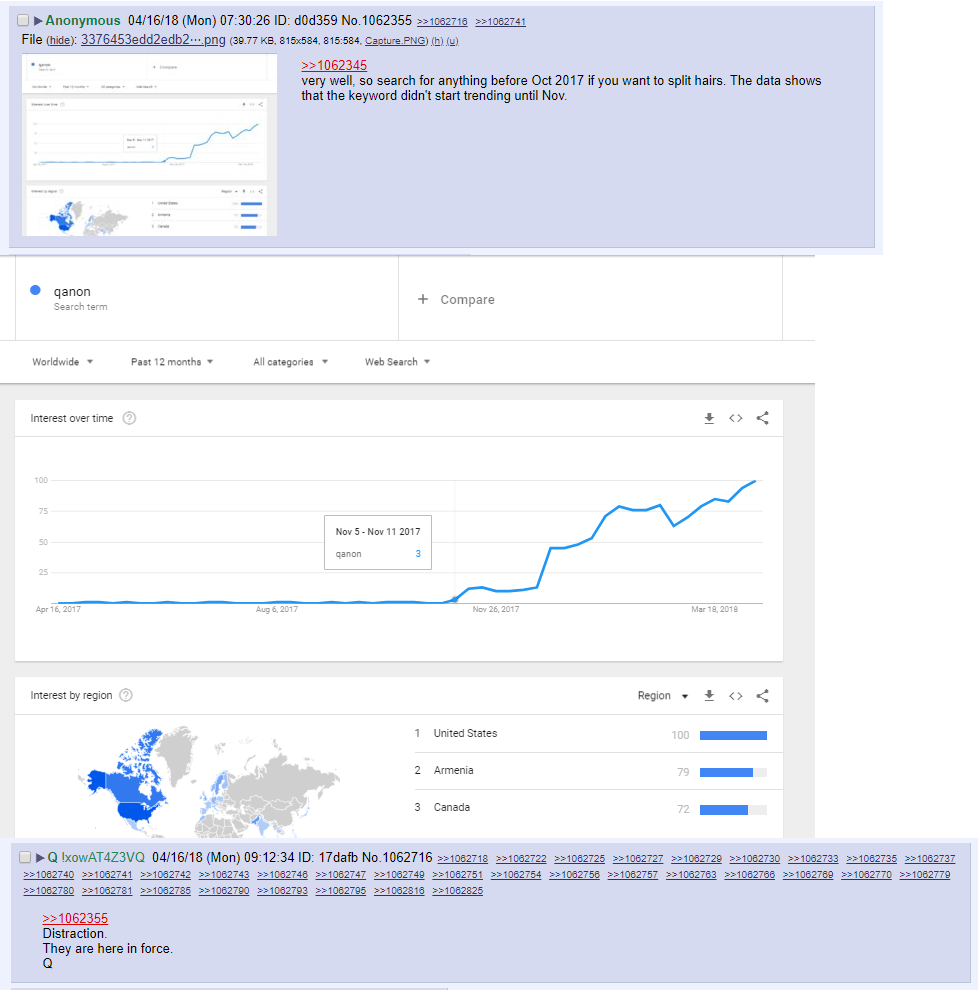 Anonymous 04/16/18 (Mon) 07:30:26 ID: d0d359 No.1062355 >>1062716 >>1062741
File (hide): 3376453edd2edb2⋯.png (39.77 KB, 815x584, 815:584, Capture.PNG) (h) (u)
>>1062345
very well, so search for anything before Oct 2017 if you want to split hairs. The data shows
that the keyword didn't start trending until Nov.
qanon
Search term
+ Compare
Worldwide Past 12 months All categories Web Search
Interest over time
100
75
50
25
Nov 5 - Nov 11 2017
qanon 3
Apr 16, 2017 Aug 6, 2017 Nov 26, 2017 Mar 18, 2018
Interest by region Region
1 United States 100
2 Armenia 79
3 Canada 72
Q !xowAT4Z3VQ 04/16/18 (Mon) 09:12:34 ID: 17dafb No.1062716 >>1062718 >>1062722 >>1062725 >>1062727 >>1062729 >>1062730 >>1062733 >>1062735 >>1062737
>>1062740 >>1062741 >>1062742 >>1062743 >>1062746 >>1062747 >>1062749 >>1062751 >>1062754 >>1062756 >>1062757 >>1062763 >>1062766 >>1062769 >>1062770 >>1062779
>>1062780 >>1062781 >>1062785 >>1062790 >>1062793 >>1062795 >>1062816 >>1062825
>>1062355
Distraction.
They are here in force.
Q